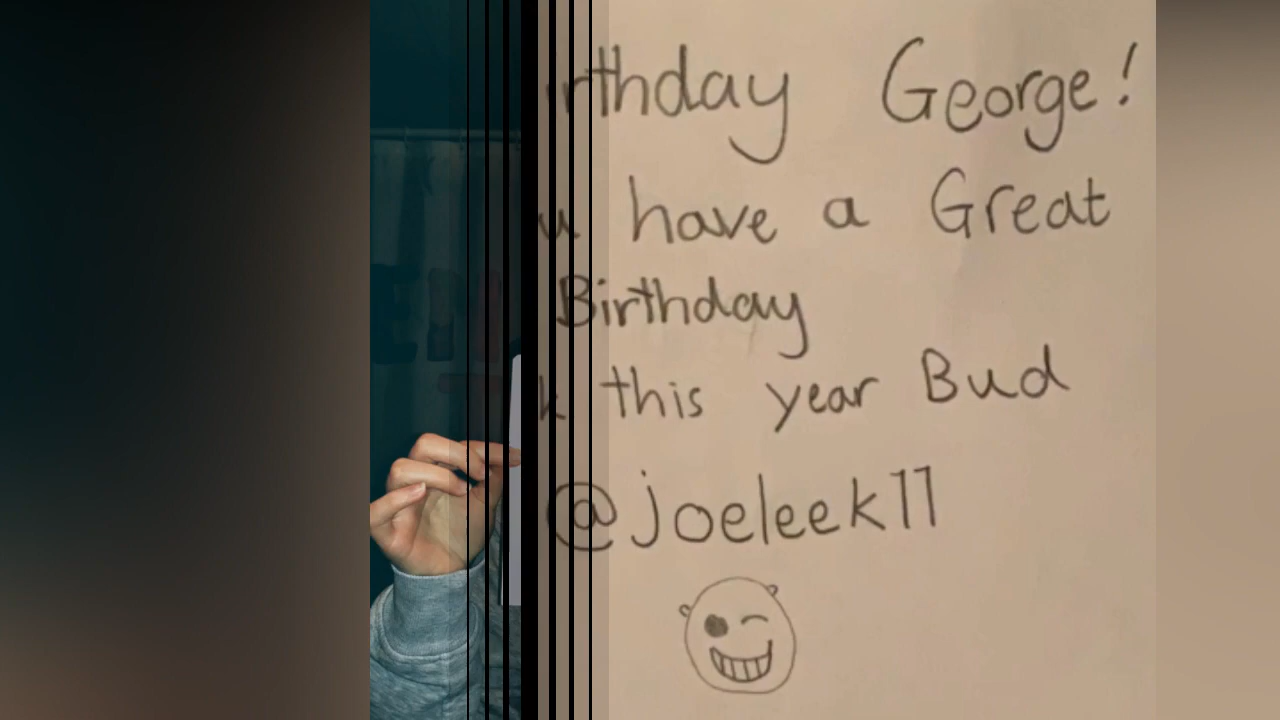 rthday George!
u have a Great
Birthday
k this year Bud
@joeleek11